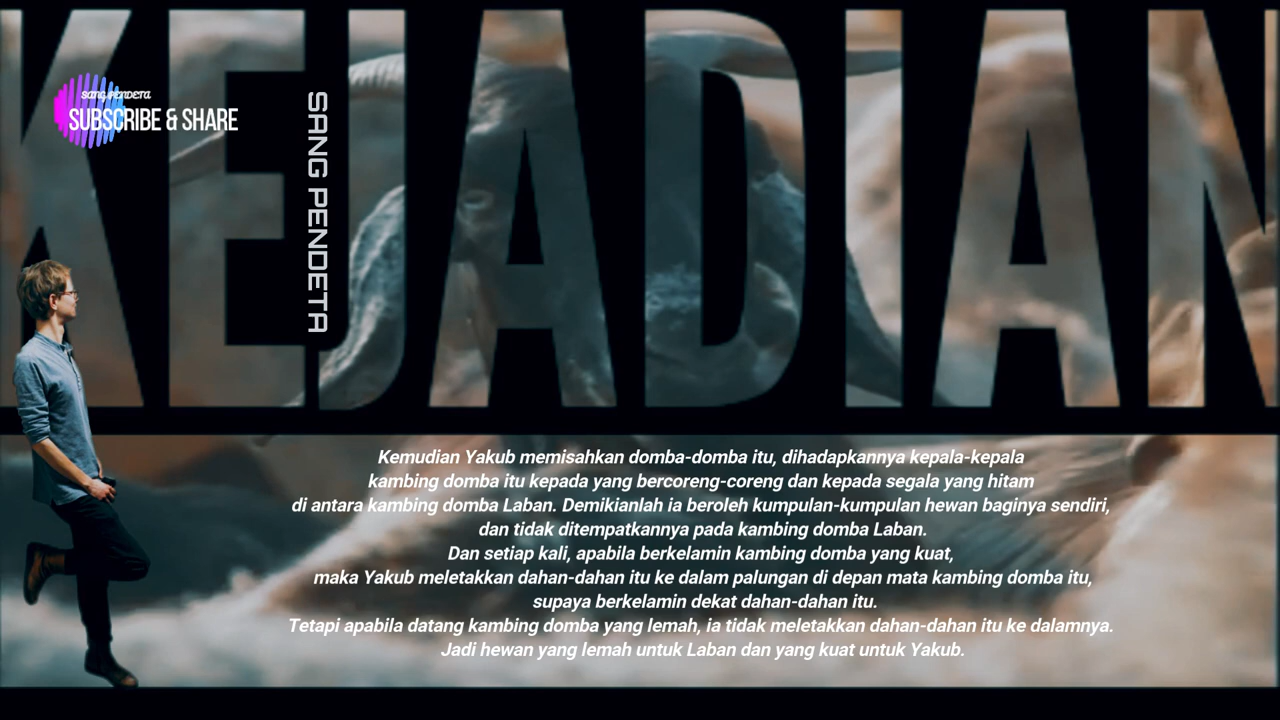 KEJADIAN
sang pendeta
SUBSCRIBE & SHARE
SANG PENDETA
Kemudian Yakub memisahkan domba-domba itu, dihadapkannya kepala-kepala
kambing domba itu kepada yang bercoreng-coreng dan kepada segala yang hitam
di antara kambing domba Laban. Demikianlah ia beroleh kumpulan-kumpulan hewan baginya sendiri,
dan tidak ditempatkannya pada kambing domba Laban.
Dan setiap kali, apabila berkelamin kambing domba yang kuat,
maka Yakub meletakkan dahan-dahan itu ke dalam palungan di depan mata kambing domba itu,
supaya berkelamin dekat dahan-dahan itu.
Tetapi apabila datang kambing domba yang lemah, ia tidak meletakkan dahan-dahan itu ke dalamnya.
Jadi hewan yang lemah untuk Laban dan yang kuat untuk Yakub.